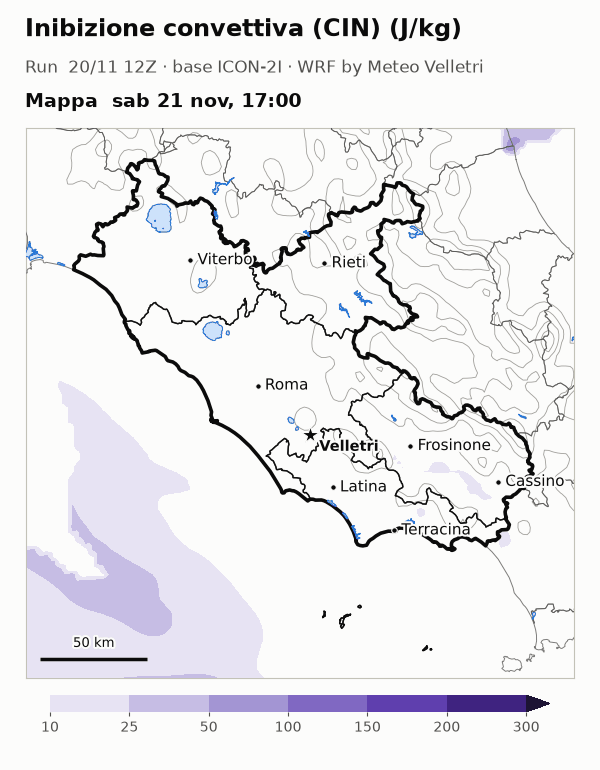 Inibizione convettiva (CIN) (J/kg)
Run  20/11 12Z · base ICON-2I · WRF by Meteo Velletri
Mappa  sab 21 nov, 17:00
Viterbo
Rieti
Roma
Velletri
Frosinone
Cassino
Latina
Terracina
50 km
10 25 50 100 150 200 300